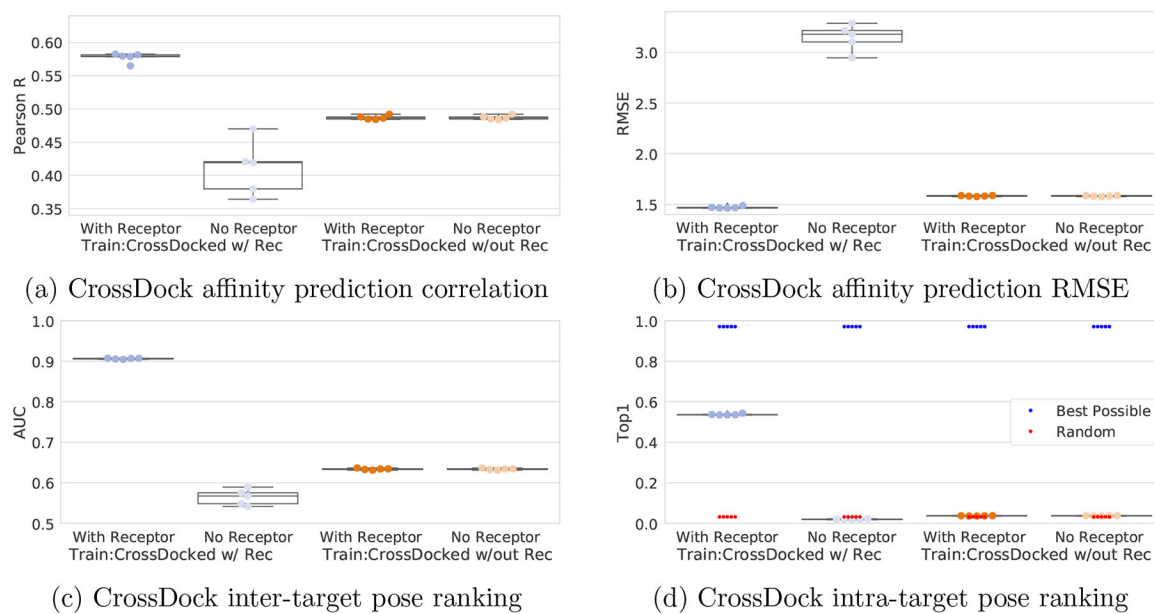 0.60
0.55
0.50
0.45
0.40
0.35
Pearson R
With Receptor No Receptor With Receptor No Receptor
Train:CrossDocked w/ Rec Train:CrossDocked w/out Rec
(a) CrossDock affinity prediction correlation
3.0
2.5
2.0
1.5
RMSE
With Receptor No Receptor With Receptor No Receptor
Train:CrossDocked w/ Rec Train:CrossDocked w/out Rec
(b) CrossDock affinity prediction RMSE
1.0
0.9
0.8
0.7
0.6
0.5
AUC
With Receptor No Receptor With Receptor No Receptor
Train:CrossDocked w/ Rec Train:CrossDocked w/out Rec
(c) CrossDock inter-target pose ranking
1.0
0.8
0.6
0.4
0.2
0.0
Top1
Best Possible
Random
With Receptor No Receptor With Receptor No Receptor
Train:CrossDocked w/ Rec Train:CrossDocked w/out Rec
(d) CrossDock intra-target pose ranking